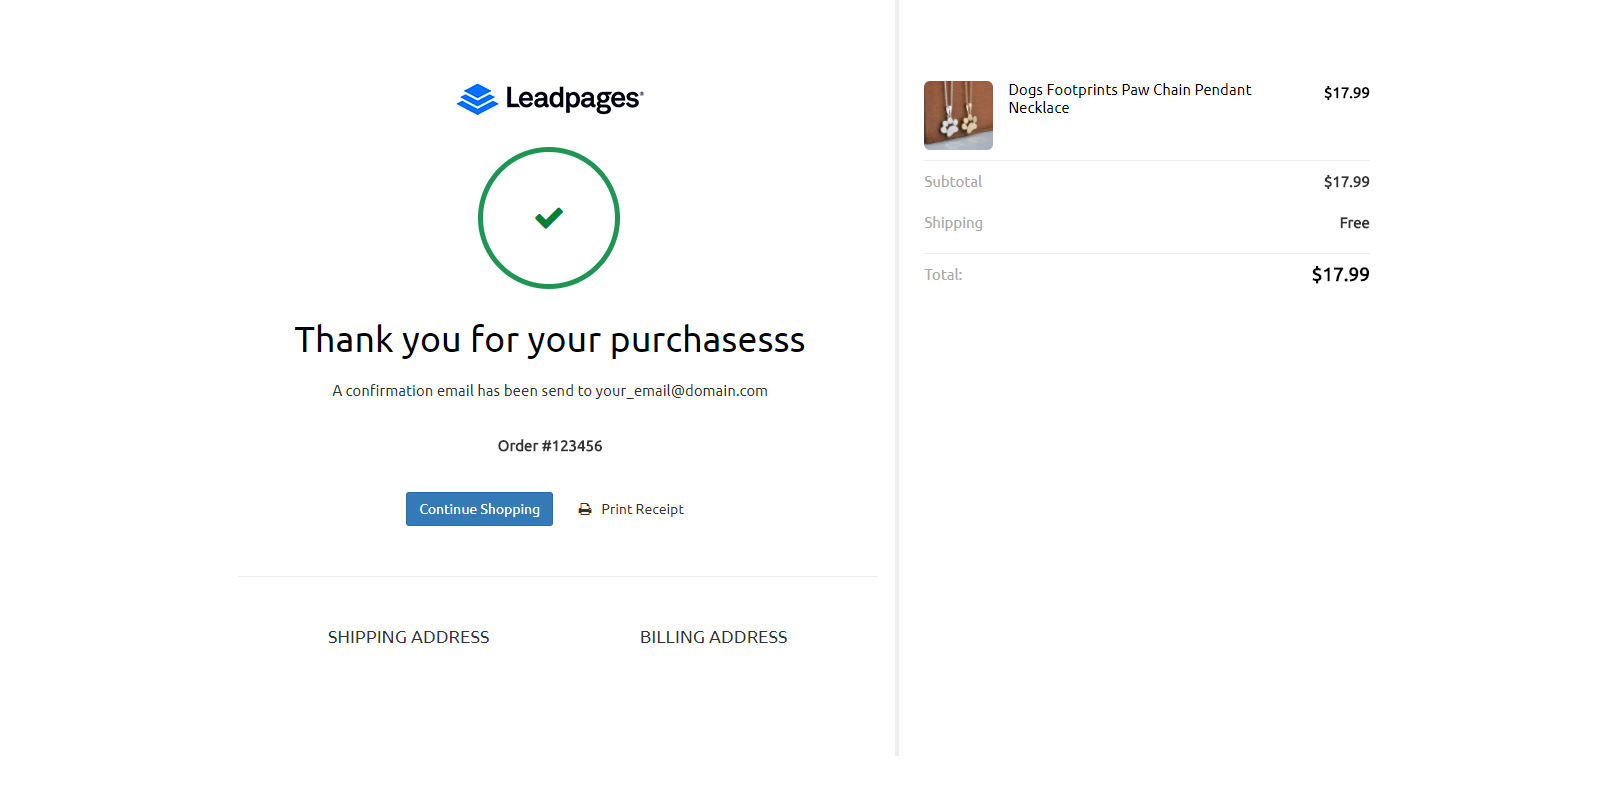 Leadpages®
Thank you for your purchasesss
A confirmation email has been send to your_email@domain.com
Order #123456
Continue Shopping
Print Receipt
SHIPPING ADDRESS
BILLING ADDRESS
Dogs Footprints Paw Chain Pendant
Necklace
$17.99
Subtotal
$17.99
Shipping
Free
Total:
$17.99